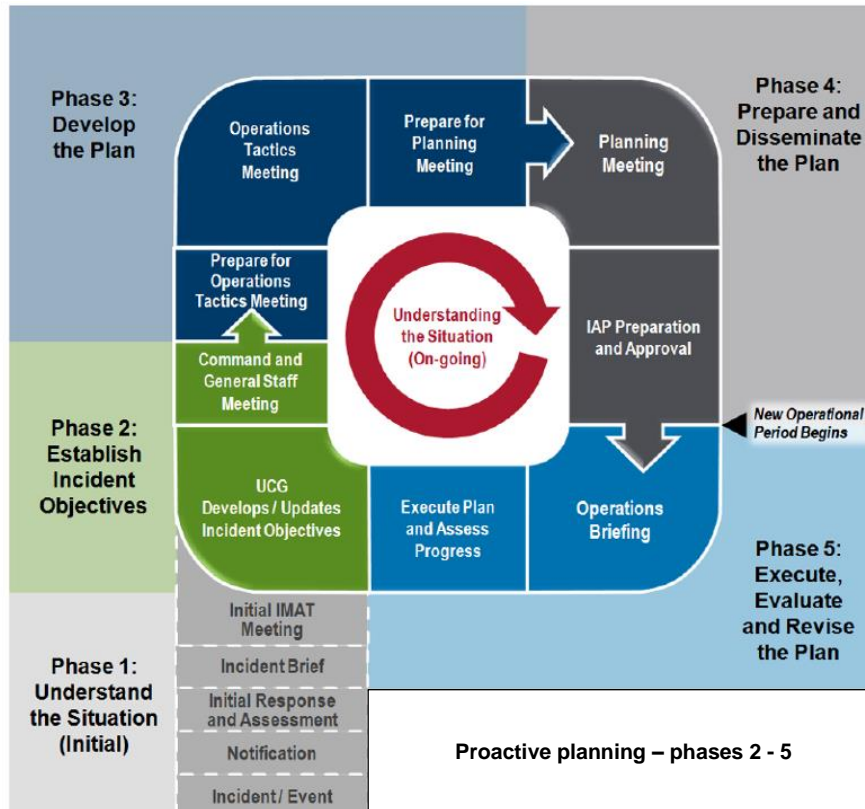 Phase 3:
Develop
the Plan
Operations
Tactics
Meeting
Prepare for
Planning
Meeting
Planning
Meeting
Phase 4:
Prepare and
Disseminate
the Plan
Prepare for
Operations
Tactics Meeting
Understanding
the Situation
(On-going)
IAP Preparation
and Approval
Command and
General Staff
Meeting
New Operational
Period Begins
Phase 2:
Establish
Incident
Objectives
UCG
Develops / Updates
Incident Objectives
Execute Plan
and Assess
Progress
Operations
Briefing
Phase 5:
Execute,
Evaluate
and Revise
the Plan
Phase 1:
Understand
the Situation
(Initial)
Initial IMAT
Meeting
Incident Brief
Initial Response
and Assessment
Notification
Incident / Event
Proactive planning – phases 2 - 5